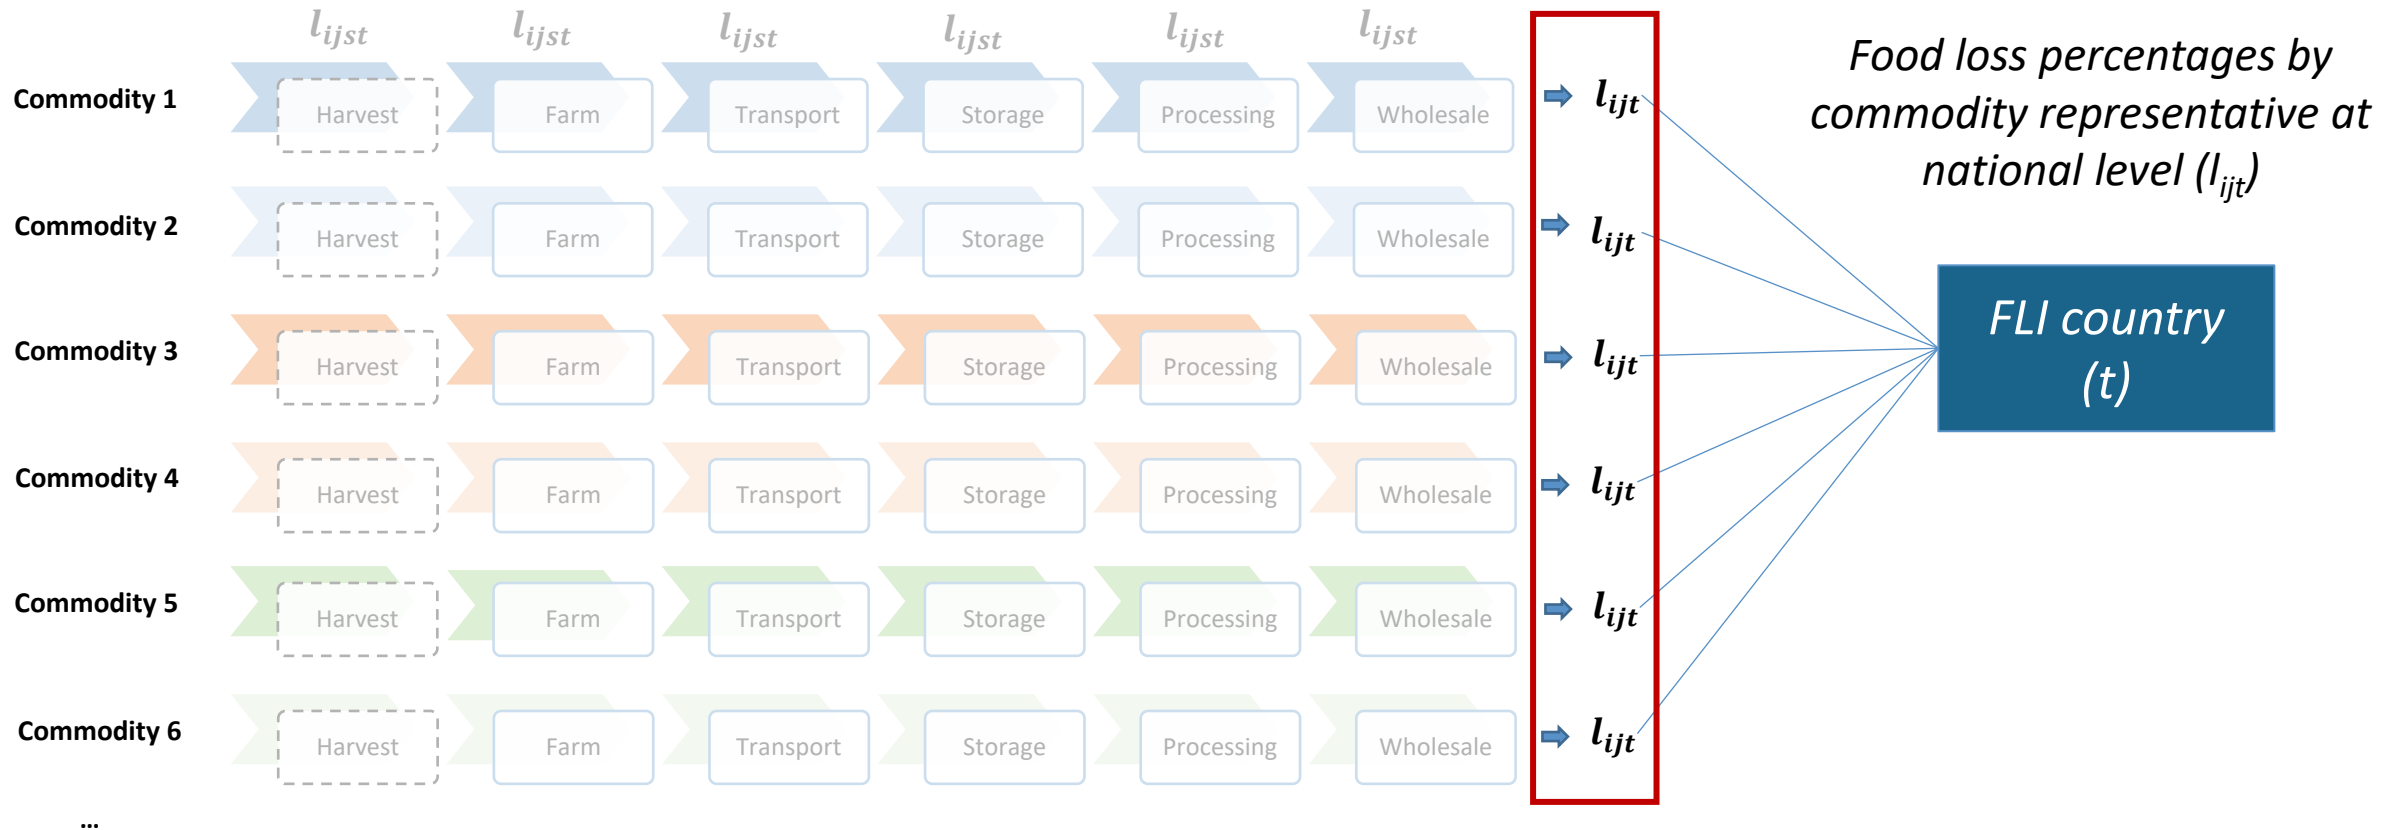 l_ijst l_ijst l_ijst l_ijst l_ijst l_ijst
Food loss percentages by
commodity representative at
national level (l_ijt)
Commodity 1 Harvest Farm Transport Storage Processing Wholesale l_ijt
Commodity 2 Harvest Farm Transport Storage Processing Wholesale l_ijt
Commodity 3 Harvest Farm Transport Storage Processing Wholesale l_ijt
FLI country
(t)
Commodity 4 Harvest Farm Transport Storage Processing Wholesale l_ijt
Commodity 5 Harvest Farm Transport Storage Processing Wholesale l_ijt
Commodity 6 Harvest Farm Transport Storage Processing Wholesale l_ijt
...